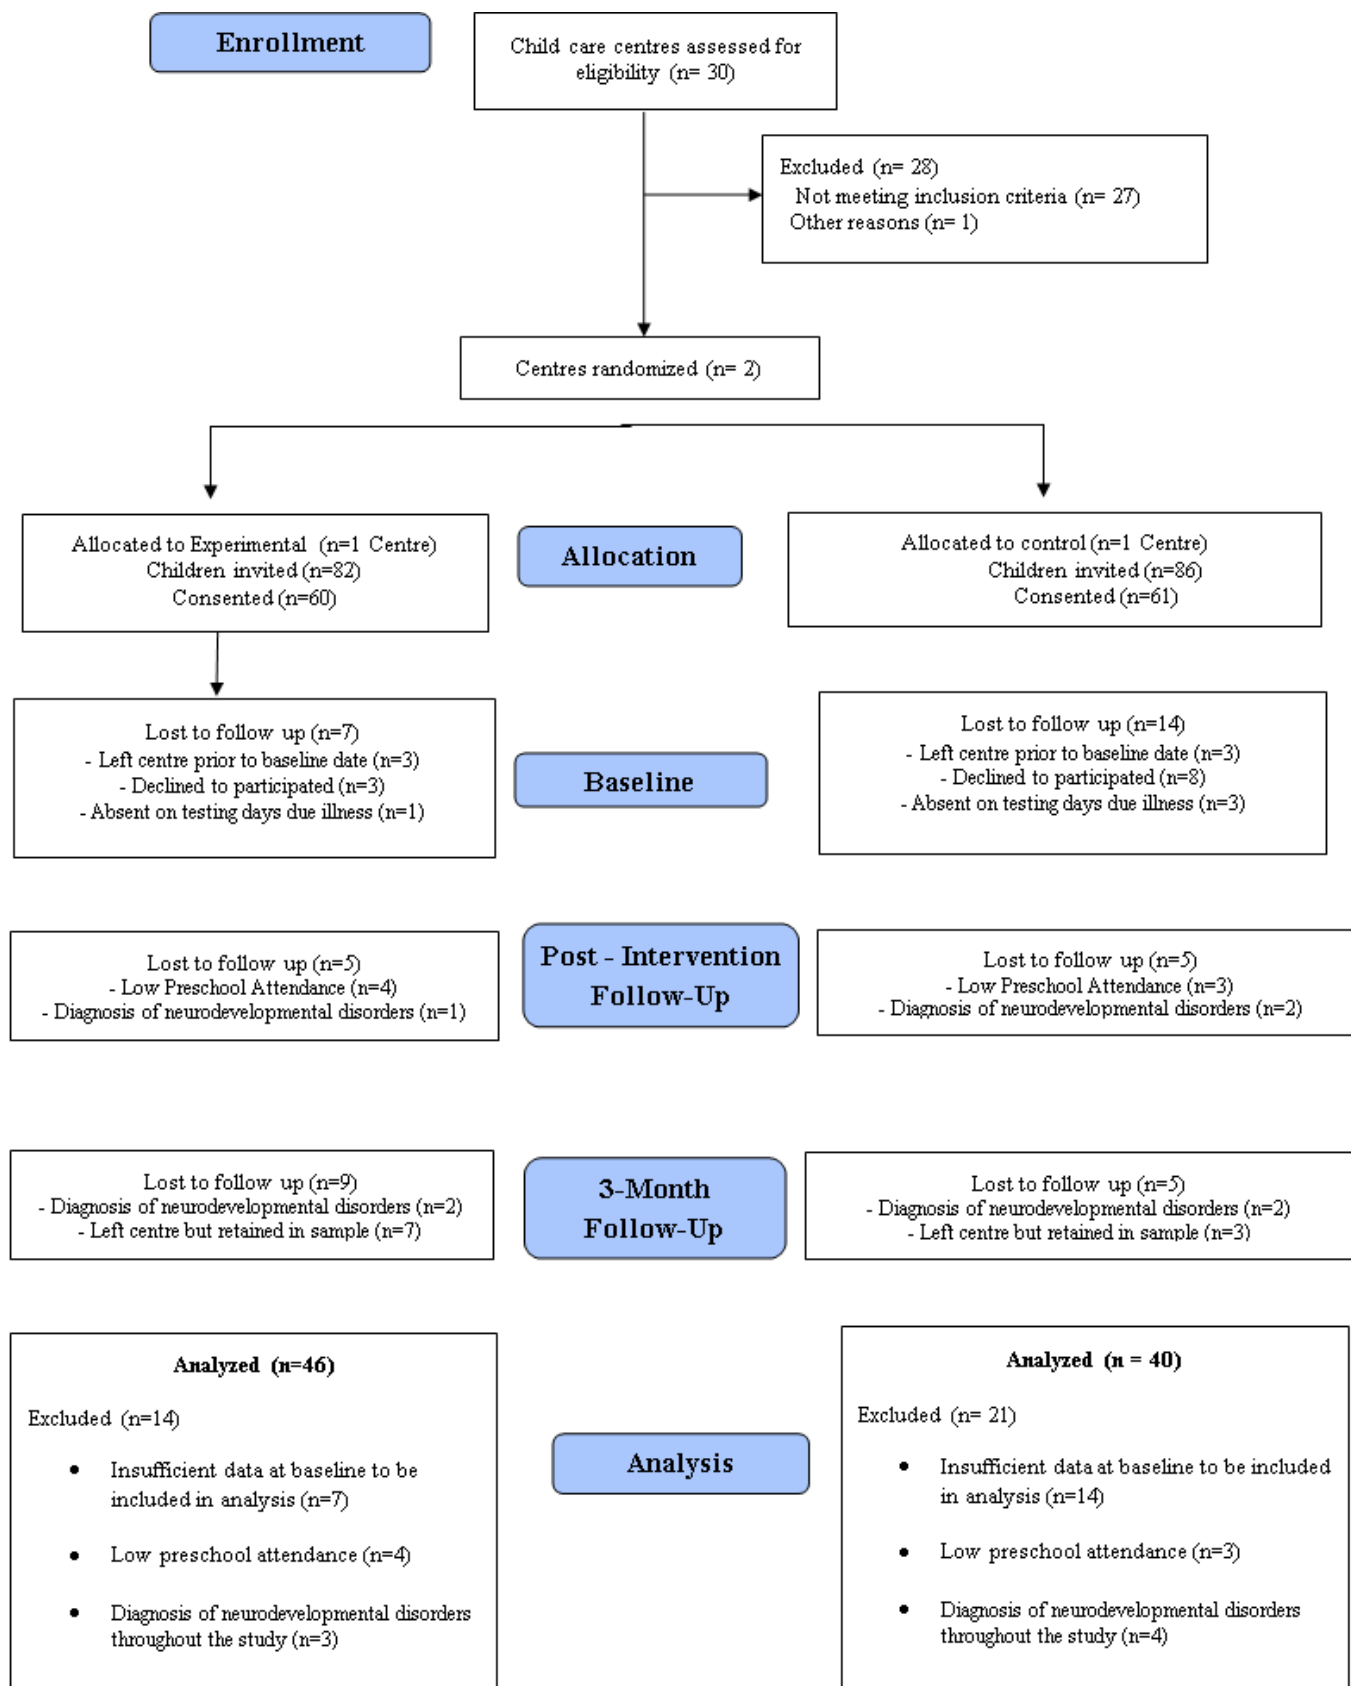 Enrollment
Child care centres assessed for
eligibility (n= 30)
Excluded (n= 28)
Not meeting inclusion criteria (n= 27)
Other reasons (n= 1)
Centres randomized (n= 2)
Allocated to Experimental (n=1 Centre)
Children invited (n=82)
Consented (n=60)
Allocation
Allocated to control (n=1 Centre)
Children invited (n=86)
Consented (n=61)
Lost to follow up (n=7)
- Left centre prior to baseline date (n=3)
- Declined to participated (n=3)
- Absent on testing days due illness (n=1)
Baseline
Lost to follow up (n=14)
- Left centre prior to baseline date (n=3)
- Declined to participated (n=8)
- Absent on testing days due illness (n=3)
Lost to follow up (n=5)
- Low Preschool Attendance (n=4)
- Diagnosis of neurodevelopmental disorders (n=1)
Post - Intervention
Follow-Up
Lost to follow up (n=5)
- Low Preschool Attendance (n=3)
- Diagnosis of neurodevelopmental disorders (n=2)
Lost to follow up (n=9)
- Diagnosis of neurodevelopmental disorders (n=2)
- Left centre but retained in sample (n=7)
3-Month
Follow-Up
Lost to follow up (n=5)
- Diagnosis of neurodevelopmental disorders (n=2)
- Left centre but retained in sample (n=3)
Analyzed (n=46)
Excluded (n=14)
• Insufficient data at baseline to be
included in analysis (n=7)
• Low preschool attendance (n=4)
• Diagnosis of neurodevelopmental disorders
throughout the study (n=3)
Analysis
Analyzed (n = 40)
Excluded (n= 21)
• Insufficient data at baseline to be included
in analysis (n=14)
• Low preschool attendance (n=3)
• Diagnosis of neurodevelopmental disorders
throughout the study (n=4)